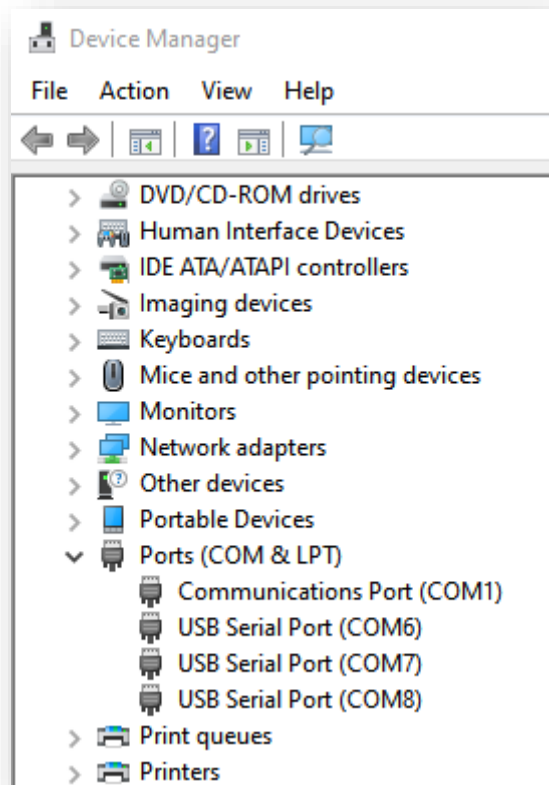 Device Manager
File Action View Help
DVD/CD-ROM drives
Human Interface Devices
IDE ATA/ATAPI controllers
Imaging devices
Keyboards
Mice and other pointing devices
Monitors
Network adapters
Other devices
Portable Devices
Ports (COM & LPT)
Communications Port (COM1)
USB Serial Port (COM6)
USB Serial Port (COM7)
USB Serial Port (COM8)
Print queues
Printers